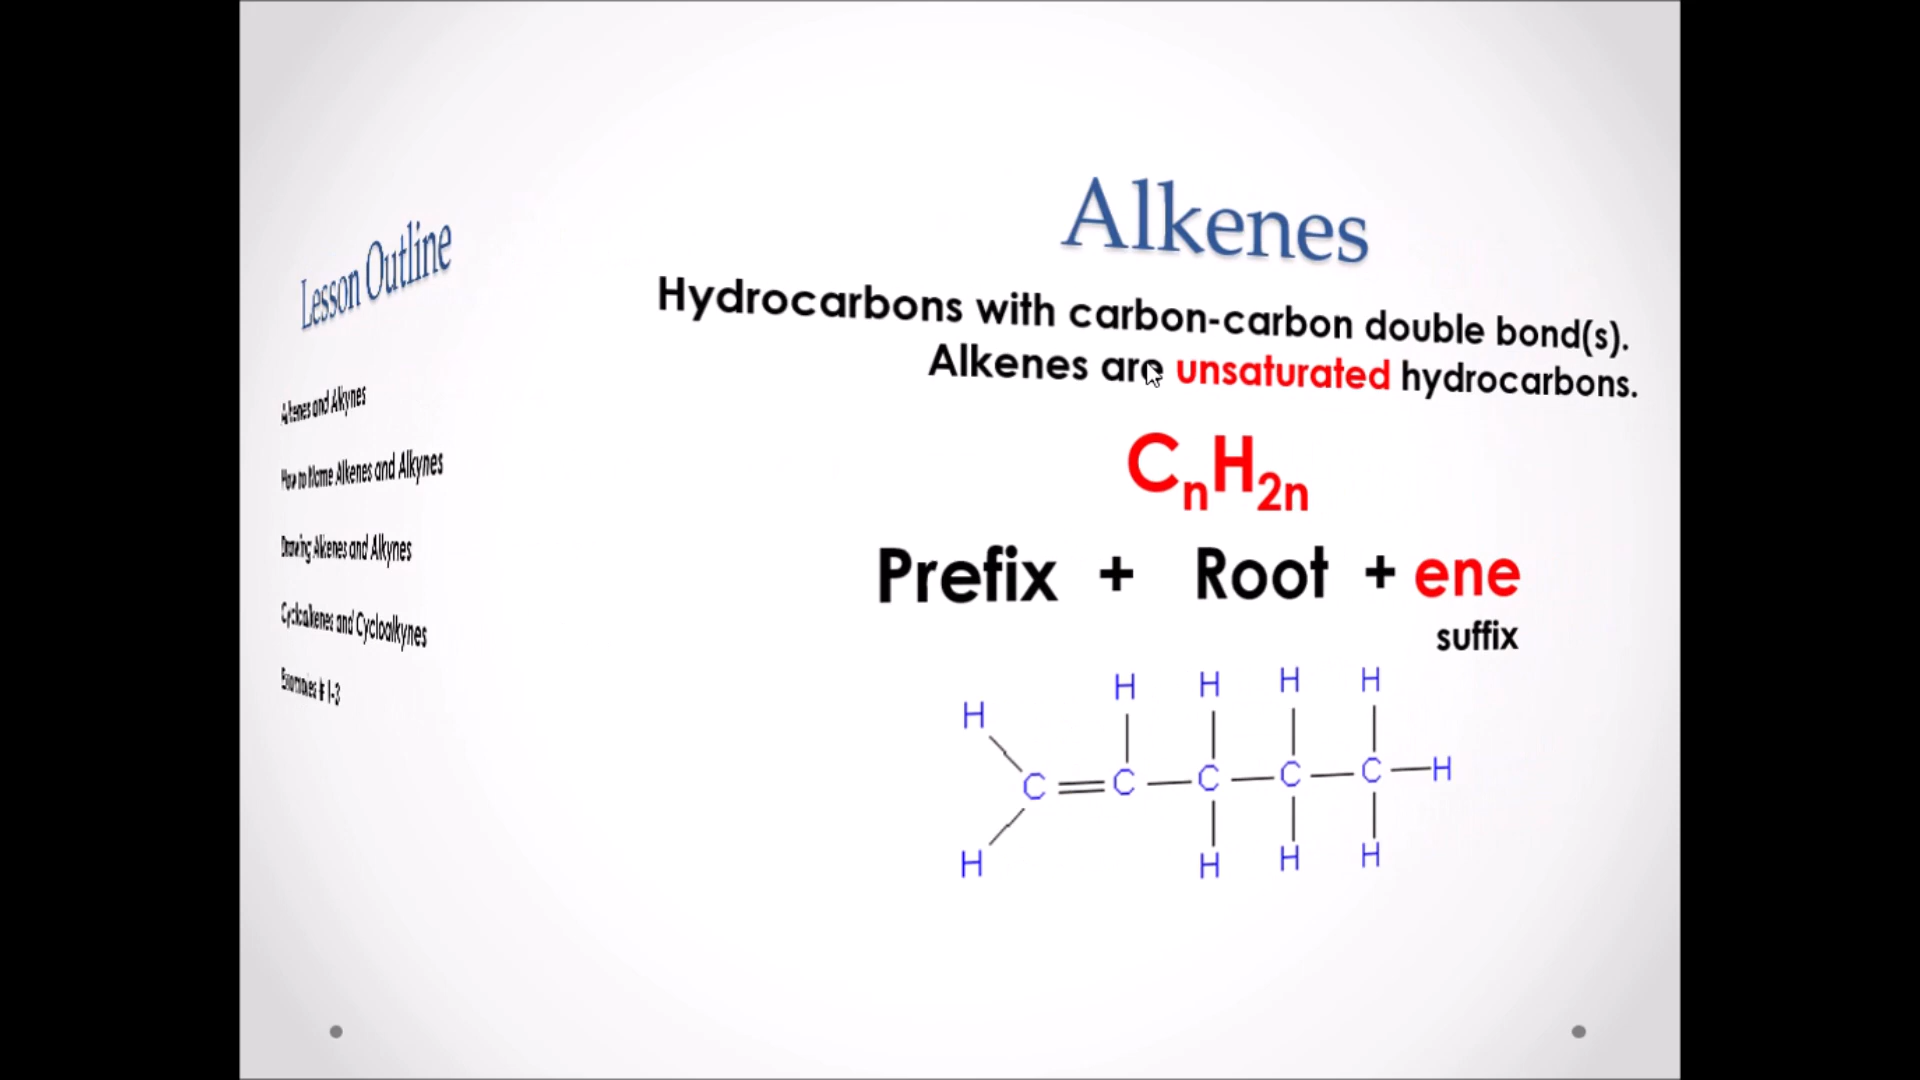 Lesson Outline
Alkenes and Alkynes
How to Name Alkenes and Alkynes
Drawing Alkenes and Alkynes
Cycloalkenes and Cycloalkynes
Examples # 1-3
Alkenes
Hydrocarbons with carbon-carbon double bond(s).
Alkenes are unsaturated hydrocarbons.
CnH2n
Prefix + Root + ene
suffix
H H H H H
C C C C C H
H H H H